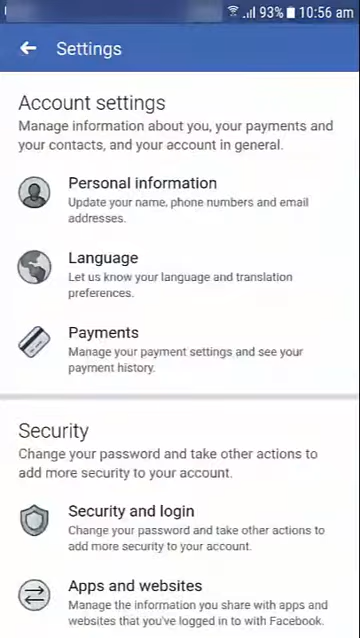 93% 10:56 am
Settings
Account settings
Manage information about you, your payments and
your contacts, and your account in general.
Personal information
Update your name, phone numbers and email
addresses.
Language
Let us know your language and translation
preferences.
Payments
Manage your payment settings and see your
payment history.
Security
Change your password and take other actions to
add more security to your account.
Security and login
Change your password and take other actions to
add more security to your account.
Apps and websites
Manage the information you share with apps and
websites that you've logged in to with Facebook.